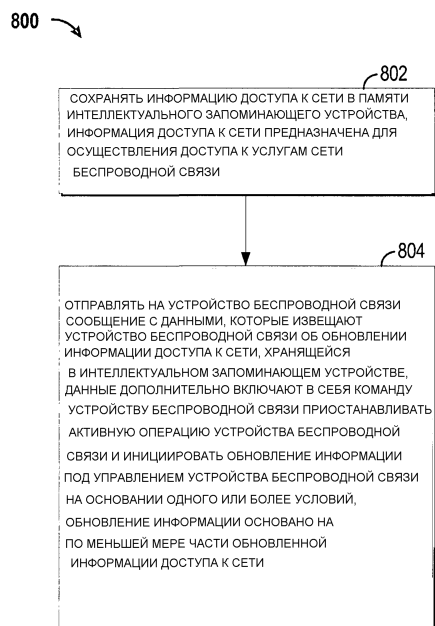 800
802
СОХРАНЯТЬ ИНФОРМАЦИЮ ДОСТУПА К СЕТИ В ПАМЯТИ
ИНТЕЛЛЕКТУАЛЬНОГО ЗАПОМИНАЮЩЕГО УСТРОЙСТВА,
ИНФОРМАЦИЯ ДОСТУПА К СЕТИ ПРЕДНАЗНАЧЕНА ДЛЯ
ОСУЩЕСТВЛЕНИЯ ДОСТУПА К УСЛУГАМ СЕТИ
БЕСПРОВОДНОЙ СВЯЗИ
804
ОТПРАВЛЯТЬ НА УСТРОЙСТВО БЕСПРОВОДНОЙ СВЯЗИ
СООБЩЕНИЕ С ДАННЫМИ, КОТОРЫЕ ИЗВЕЩАЮТ
УСТРОЙСТВО БЕСПРОВОДНОЙ СВЯЗИ ОБ ОБНОВЛЕНИИ
ИНФОРМАЦИИ ДОСТУПА К СЕТИ, ХРАНЯЩЕЙСЯ
В ИНТЕЛЛЕКТУАЛЬНОМ ЗАПОМИНАЮЩЕМ УСТРОЙСТВЕ,
ДАННЫЕ ДОПОЛНИТЕЛЬНО ВКЛЮЧАЮТ В СЕБЯ КОМАНДУ
УСТРОЙСТВУ БЕСПРОВОДНОЙ СВЯЗИ ПРИОСТАНАВЛИВАТЬ
АКТИВНУЮ ОПЕРАЦИЮ УСТРОЙСТВА БЕСПРОВОДНОЙ
СВЯЗИ И ИНИЦИИРОВАТЬ ОБНОВЛЕНИЕ ИНФОРМАЦИИ
ПОД УПРАВЛЕНИЕМ УСТРОЙСТВА БЕСПРОВОДНОЙ СВЯЗИ
НА ОСНОВАНИИ ОДНОГО ИЛИ БОЛЕЕ УСЛОВИЙ,
ОБНОВЛЕНИЕ ИНФОРМАЦИИ ОСНОВАНО НА
ПО МЕНЬШЕЙ МЕРЕ ЧАСТИ ОБНОВЛЕННОЙ
ИНФОРМАЦИИ ДОСТУПА К СЕТИ